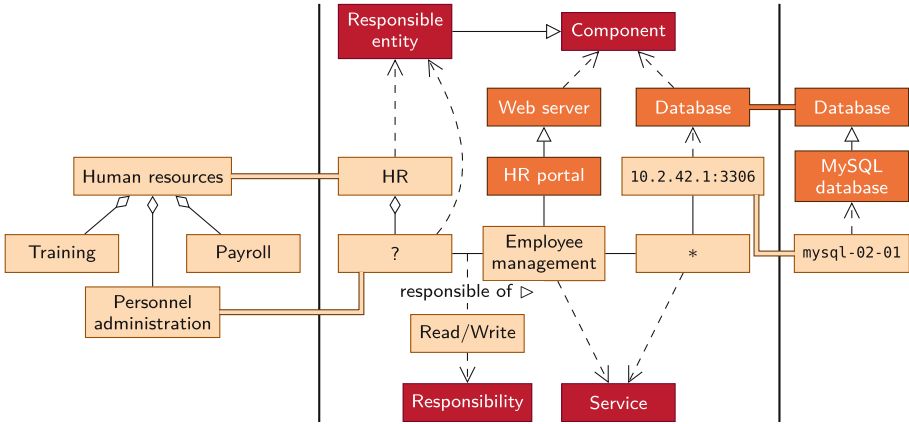 Responsible
entity
Component
Web server
Database
Database
Human resources
HR
HR portal
10.2.42.1:3306
MySQL
database
Training
Payroll
?
Employee
management
*
mysql-02-01
Personnel
administration
responsible of ▷
Read/Write
Responsibility
Service